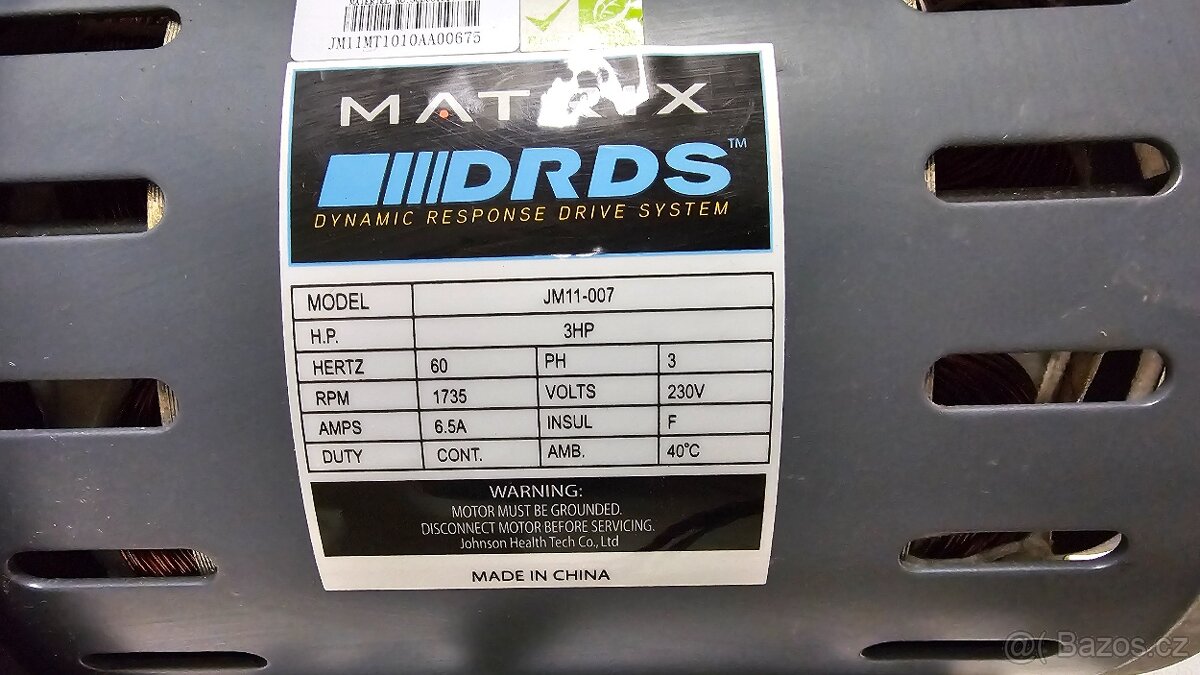 JM11MT1010AA00675
MATRIX
DRDS™
DYNAMIC RESPONSE DRIVE SYSTEM
MODEL JM11-007
H.P. 3HP
HERTZ 60 PH 3
RPM 1735 VOLTS 230V
AMPS 6.5A INSUL F
DUTY CONT. AMB. 40°C
WARNING:
MOTOR MUST BE GROUNDED.
DISCONNECT MOTOR BEFORE SERVICING.
Johnson Health Tech Co., Ltd
MADE IN CHINA
Bazos.cz